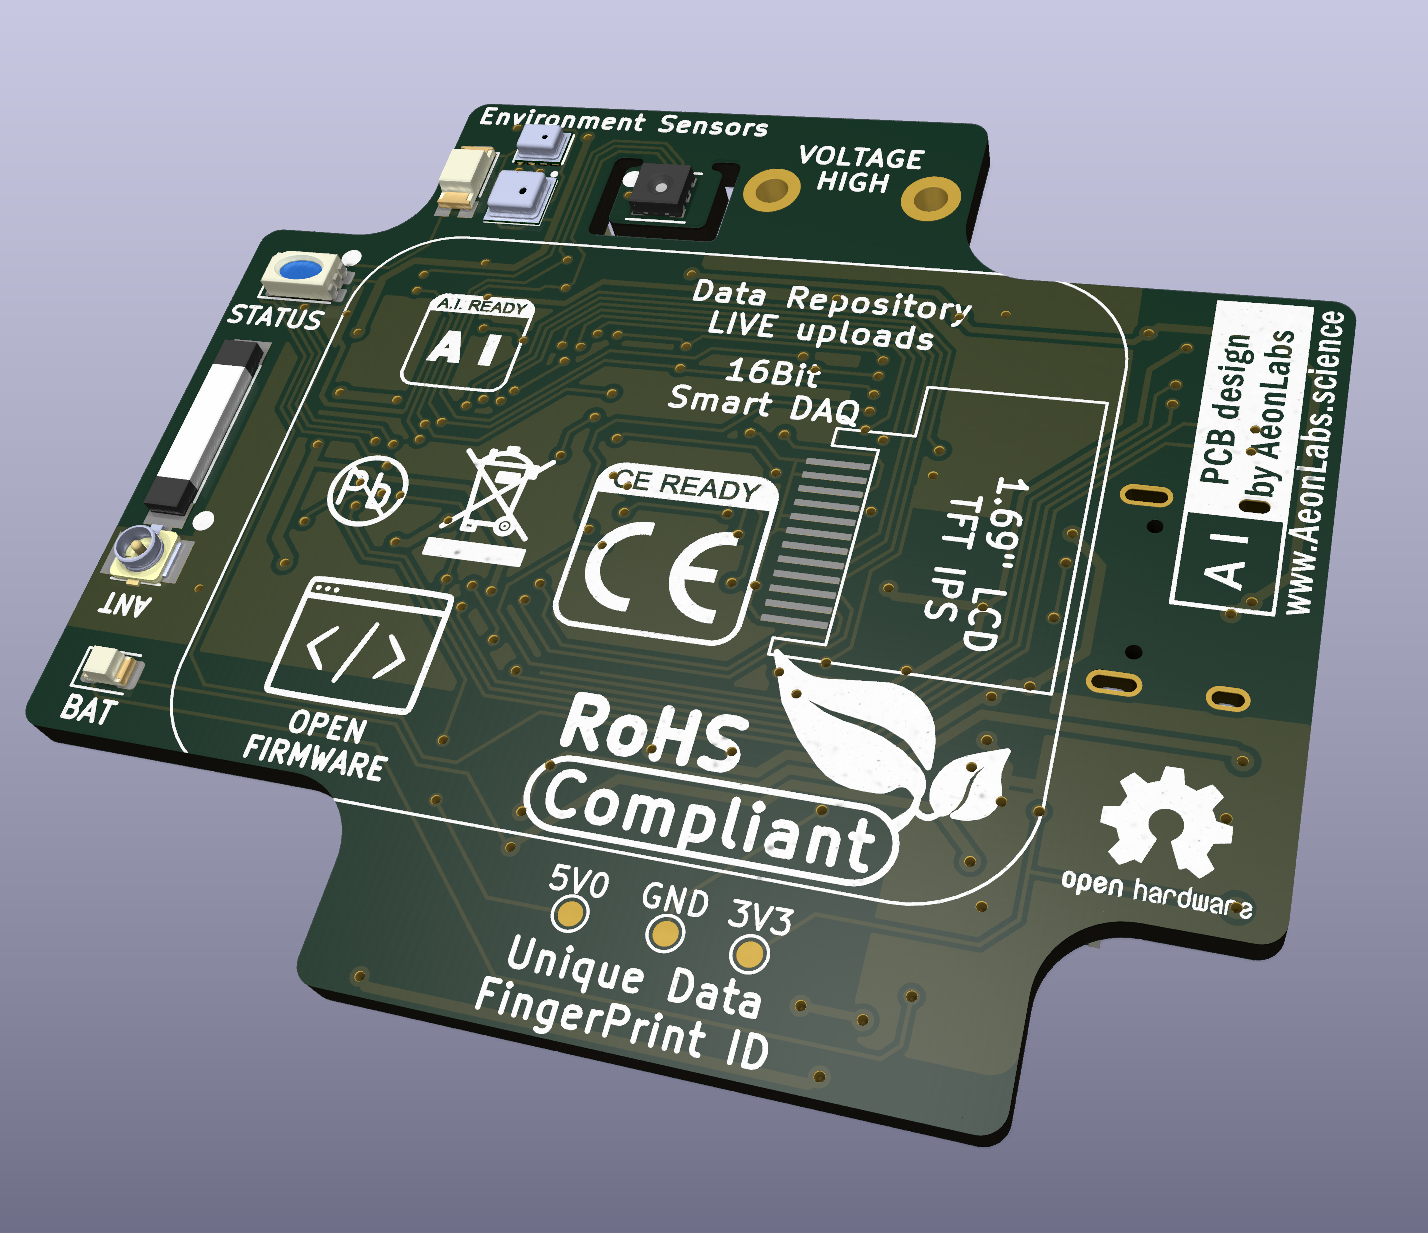 Environment Sensors
VOLTAGE
HIGH
STATUS
A.I. READY
AI
Data Repository
LIVE uploads
16Bit
Smart DAQ
PCB design
by AeonLabs
www.AeonLabs.science
AI
Pb
CE READY
CE
1.69" LCD
TFT IPS
ANT
BAT
</>
OPEN
FIRMWARE
RoHS
Compliant
open hardware
5V0
GND
3V3
Unique Data
FingerPrint ID